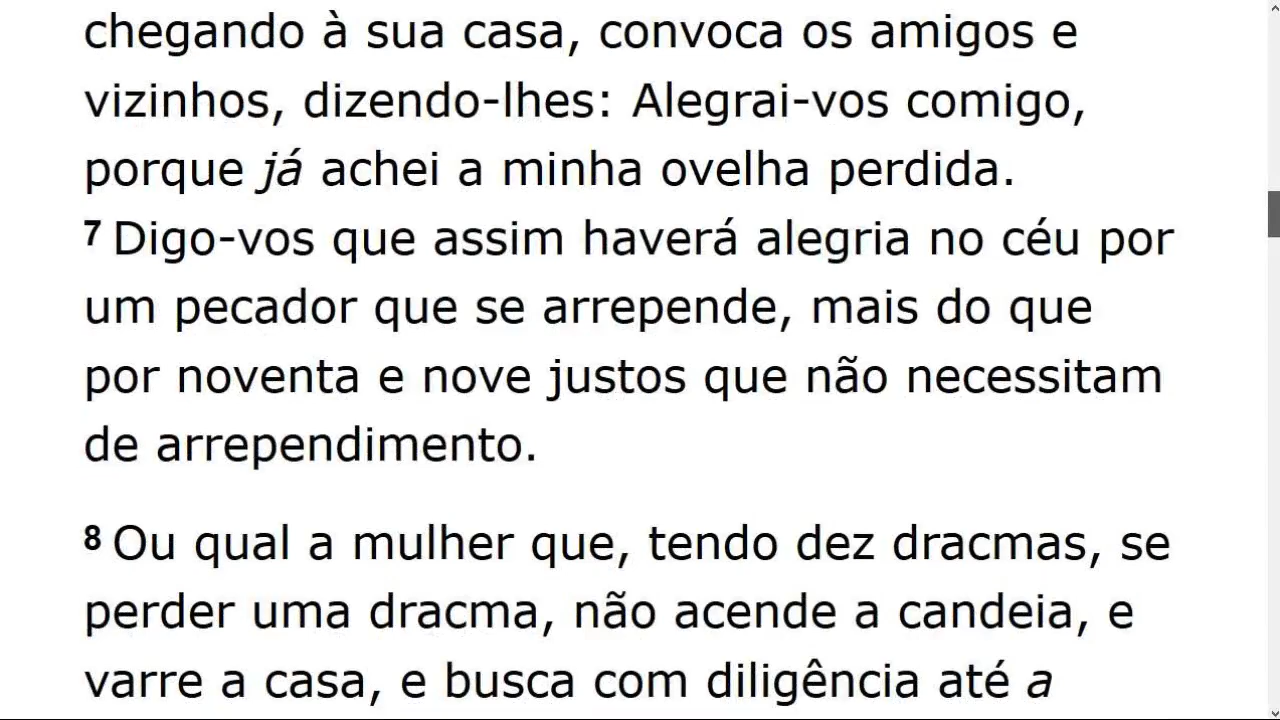 chegando à sua casa, convoca os amigos e
vizinhos, dizendo-lhes: Alegrai-vos comigo,
porque já achei a minha ovelha perdida.
7 Digo-vos que assim haverá alegria no céu por
um pecador que se arrepende, mais do que
por noventa e nove justos que não necessitam
de arrependimento.
8 Ou qual a mulher que, tendo dez dracmas, se
perder uma dracma, não acende a candeia, e
varre a casa, e busca com diligência até a